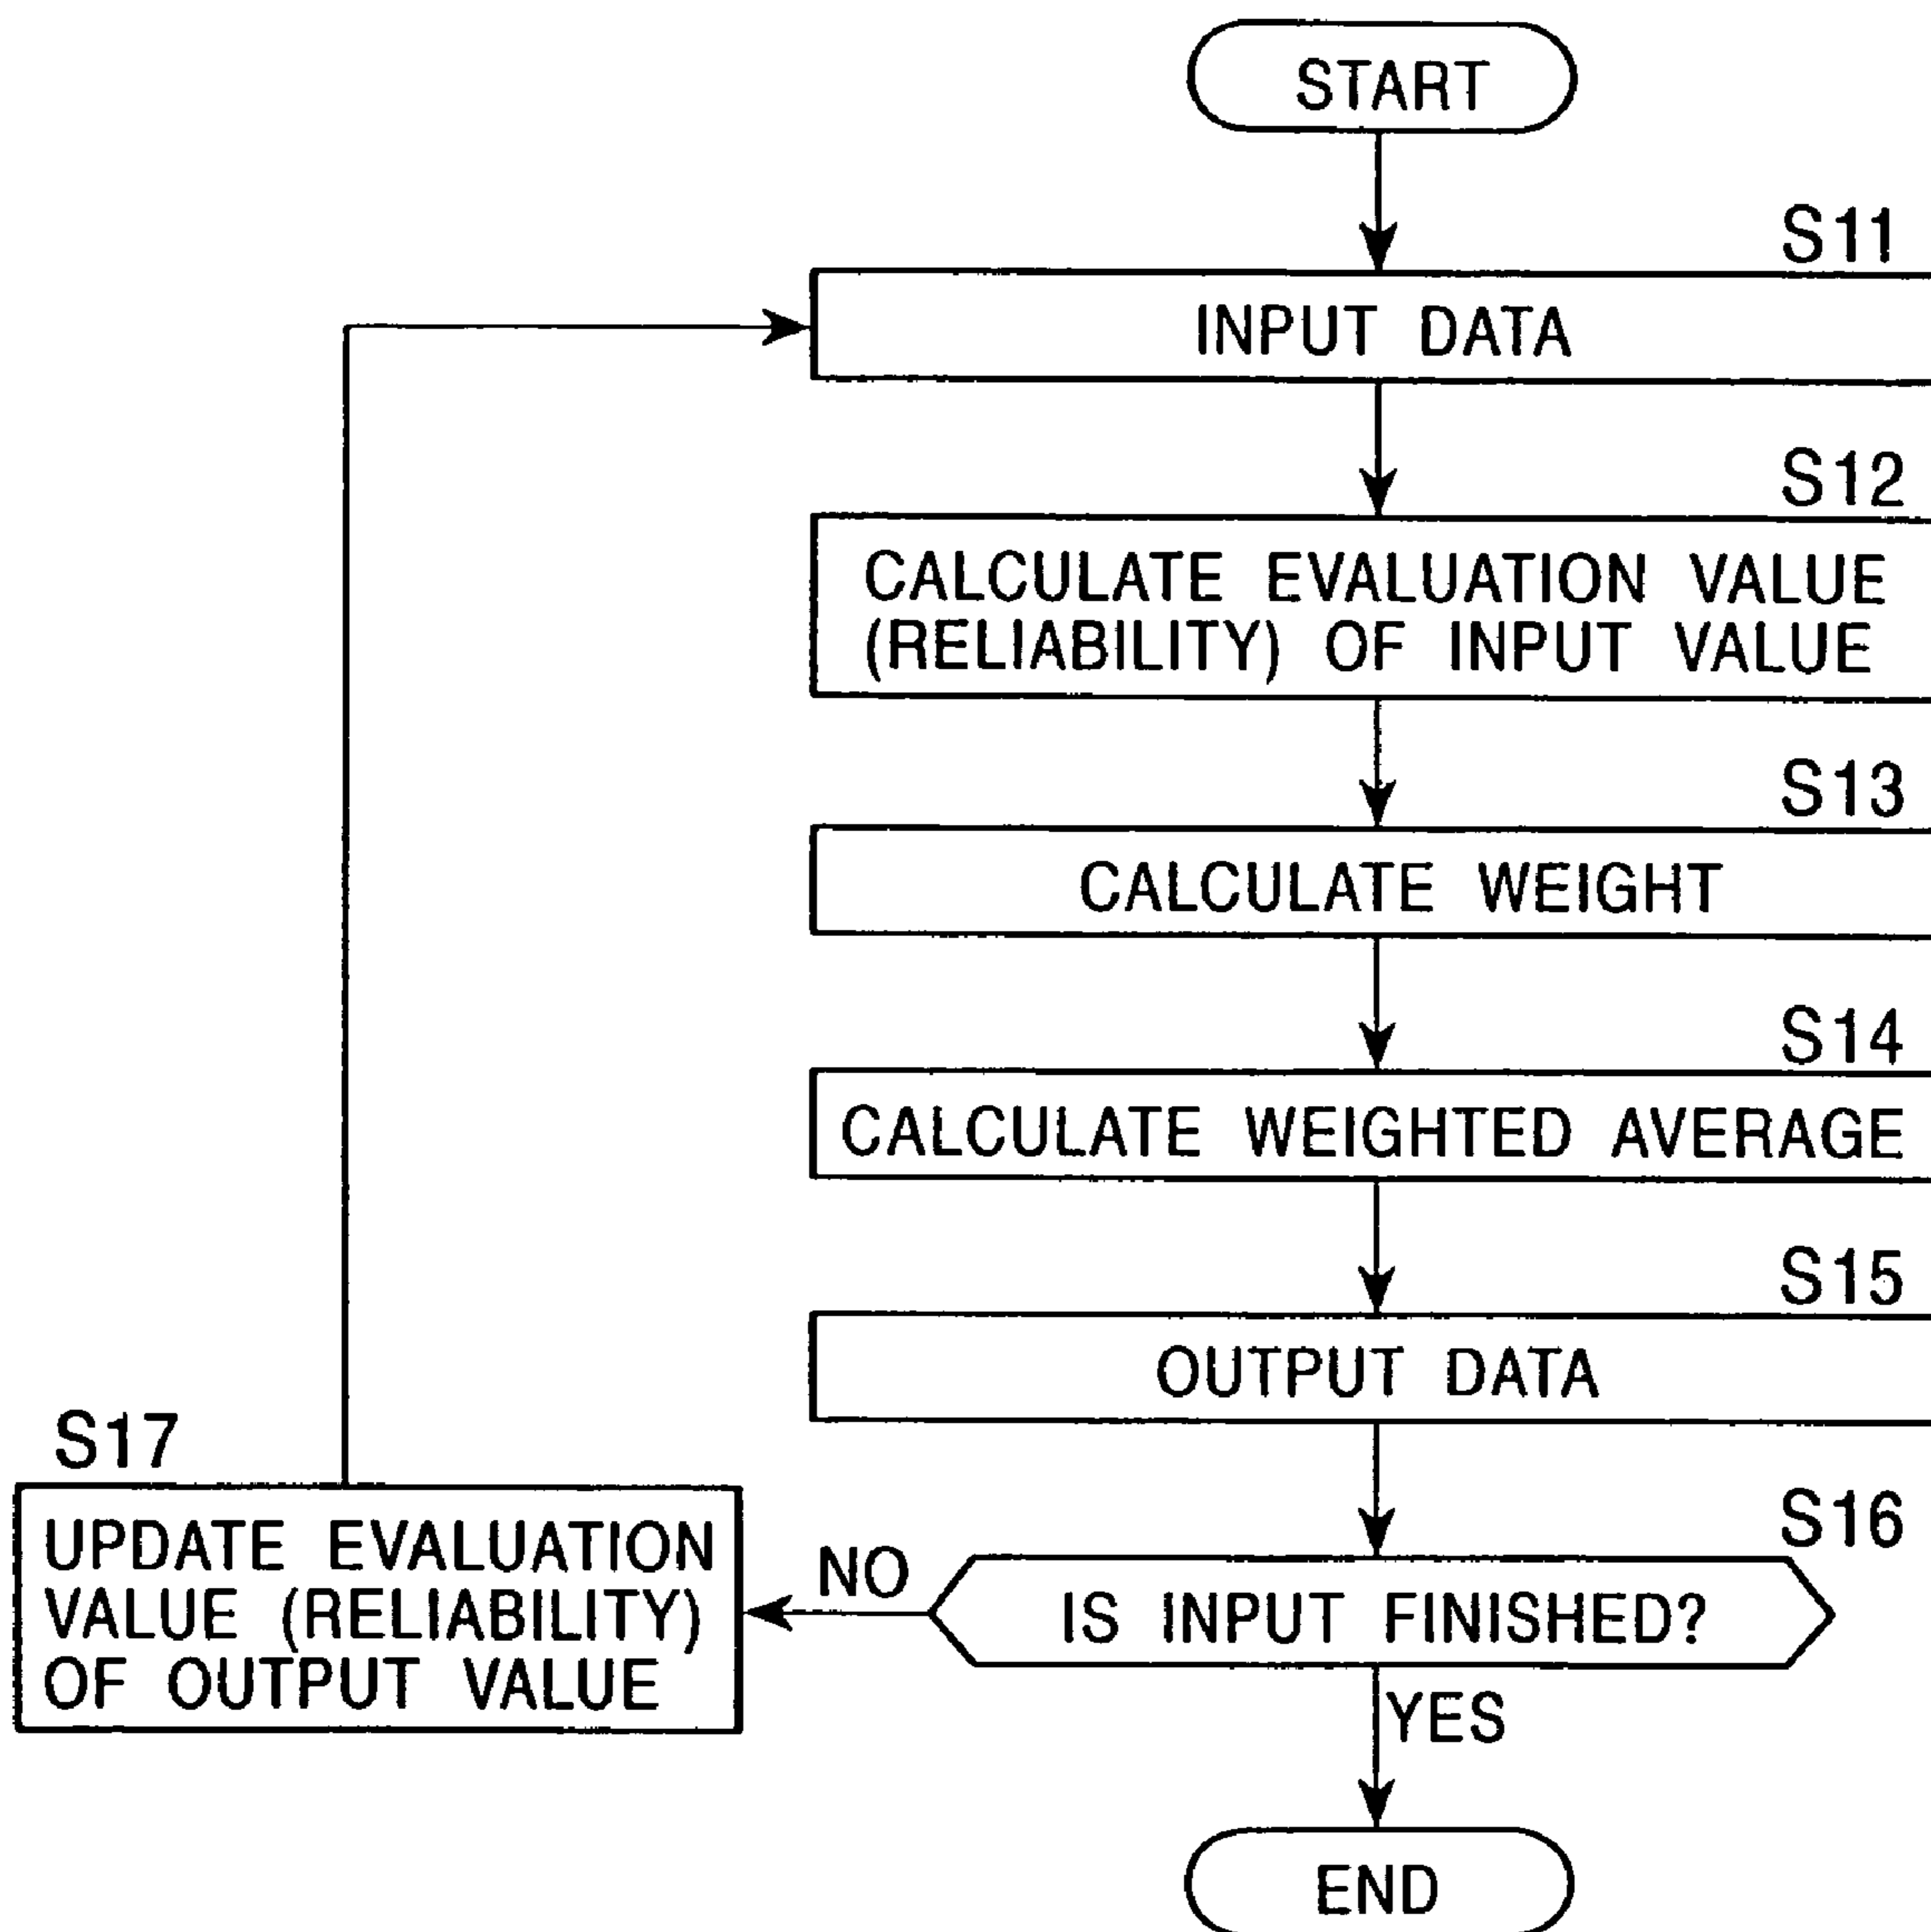 START
S11
INPUT DATA
S12
CALCULATE EVALUATION VALUE
(RELIABILITY) OF INPUT VALUE
S13
CALCULATE WEIGHT
S14
CALCULATE WEIGHTED AVERAGE
S15
OUTPUT DATA
S16
IS INPUT FINISHED?
NO
S17
UPDATE EVALUATION
VALUE (RELIABILITY)
OF OUTPUT VALUE
YES
END